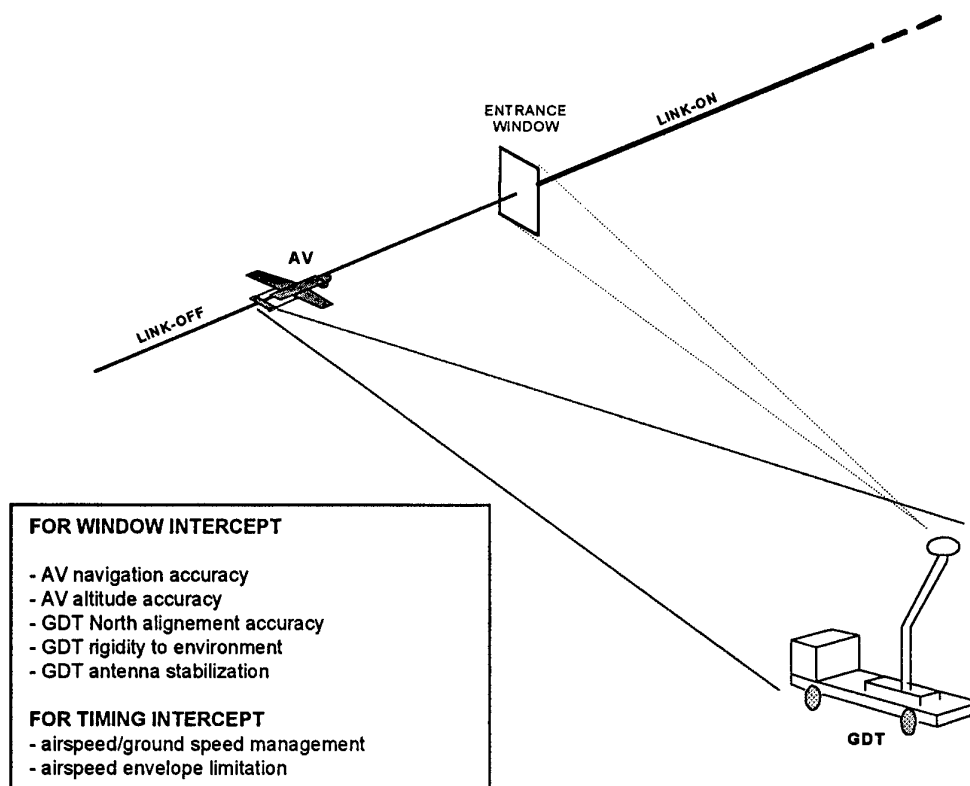 ENTRANCE
WINDOW
LINK-ON
AV
LINK-OFF
FOR WINDOW INTERCEPT
- AV navigation accuracy
- AV altitude accuracy
- GDT North alignement accuracy
- GDT rigidity to environment
- GDT antenna stabilization
FOR TIMING INTERCEPT
- airspeed/ground speed management
- airspeed envelope limitation
GDT